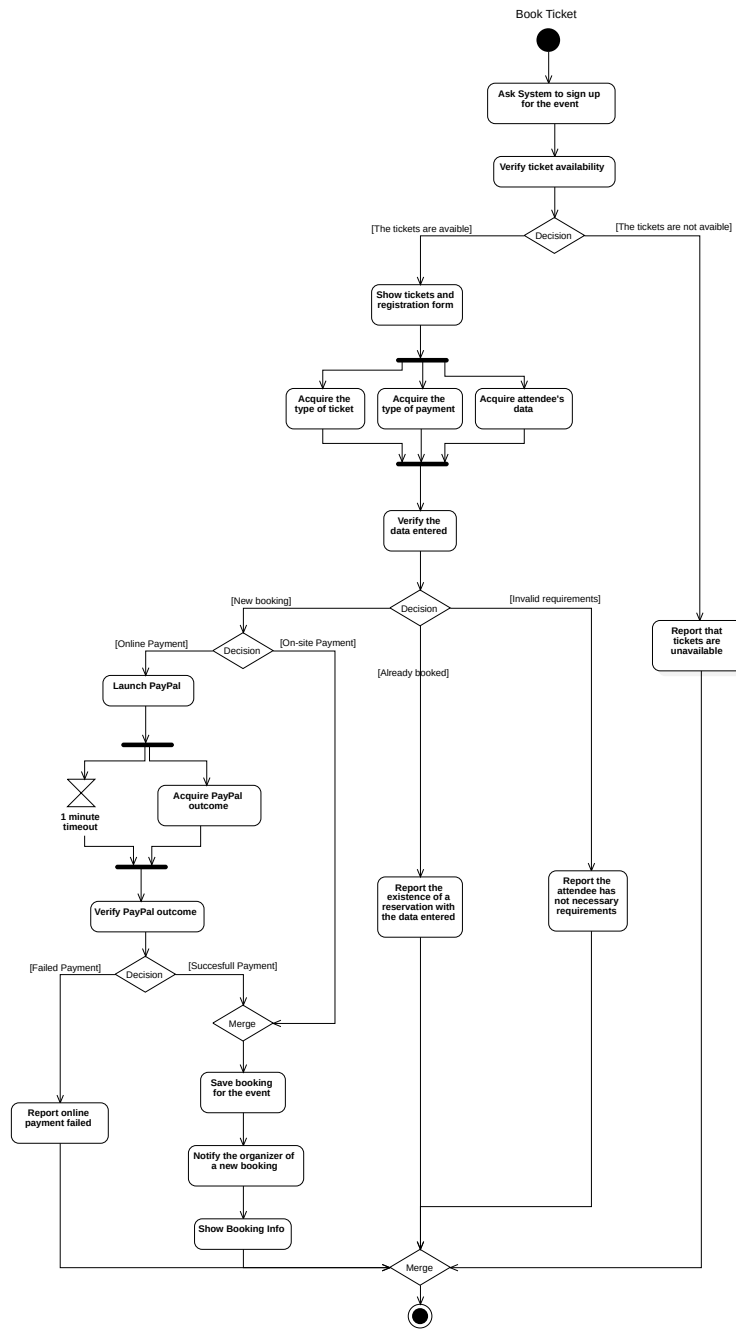 Book Ticket
Ask System to sign up
for the event
Verify ticket availability
[The tickets are avaible]
Decision
[The tickets are not avaible]
Show tickets and
registration form
Acquire the
type of ticket
Acquire the
type of payment
Acquire attendee's
data
Verify the
data entered
[New booking]
Decision
[Invalid requirements]
[Online Payment]
Decision
[On-site Payment]
[Already booked]
Report that
tickets are
unavailable
Launch PayPal
1 minute
timeout
Acquire PayPal
outcome
Verify PayPal outcome
Report the
existence of a
reservation with
the data entered
Report the
attendee has
not necessary
requirements
[Failed Payment]
Decision
[Succesfull Payment]
Merge
Save booking
for the event
Report online
payment failed
Notify the organizer of
a new booking
Show Booking Info
Merge